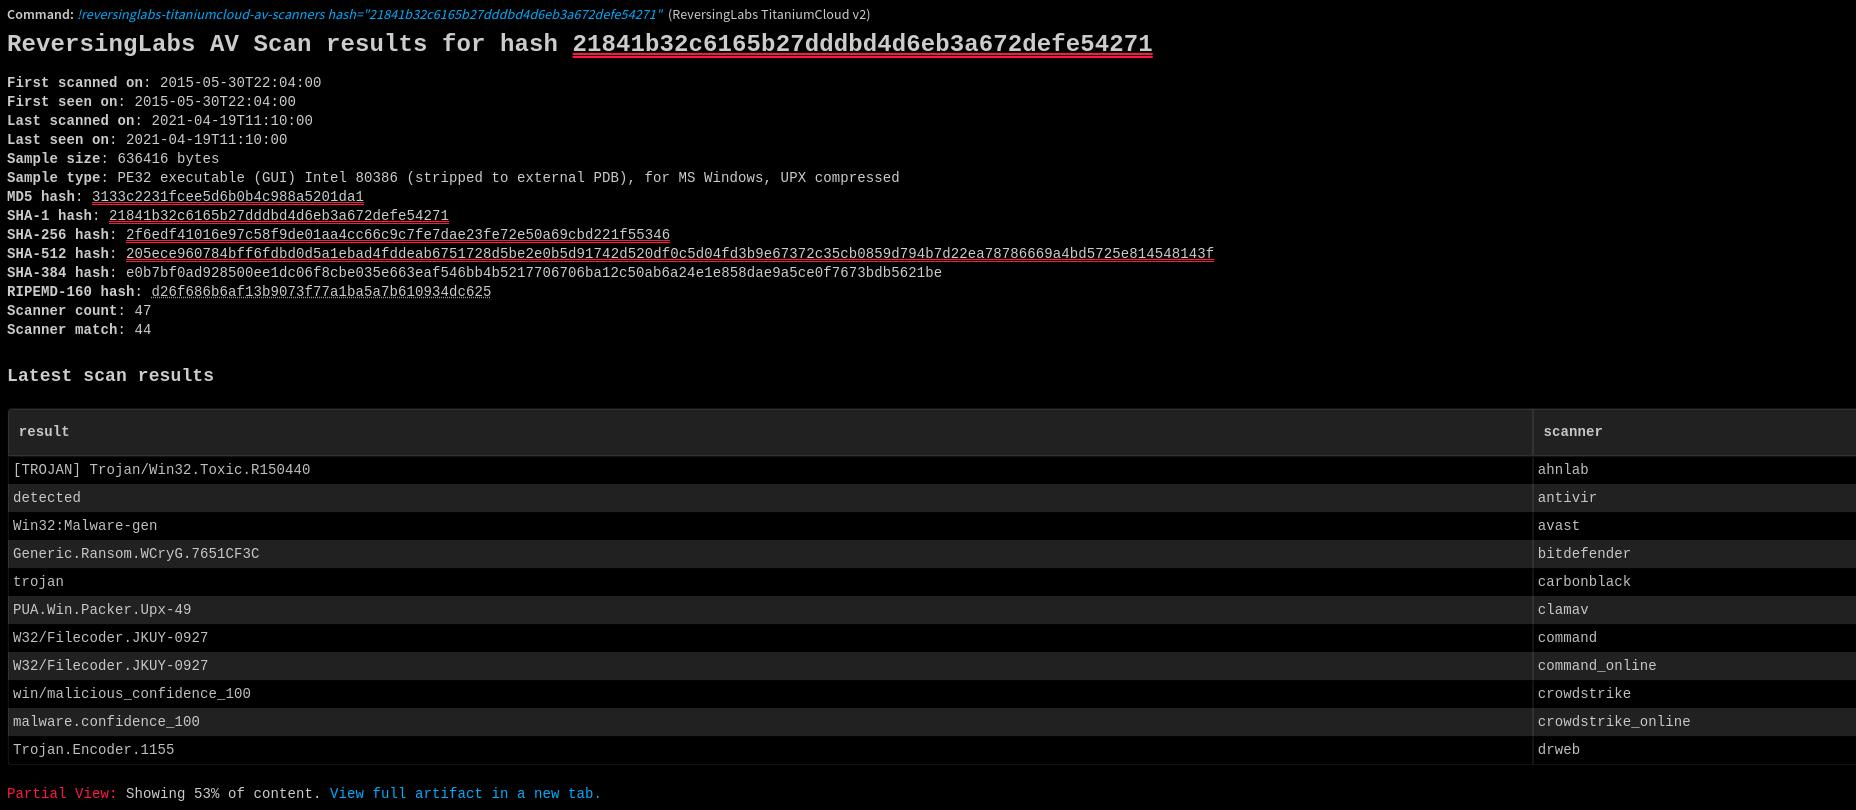 Command: !reversinglabs-titaniumcloud-av-scanners hash="21841b32c6165b27dddbd4d6eb3a672defe54271" (ReversingLabs TitaniumCloud v2)
ReversingLabs AV Scan results for hash 21841b32c6165b27dddbd4d6eb3a672defe54271
First scanned on: 2015-05-30T22:04:00
First seen on: 2015-05-30T22:04:00
Last scanned on: 2021-04-19T11:10:00
Last seen on: 2021-04-19T11:10:00
Sample size: 636416 bytes
Sample type: PE32 executable (GUI) Intel 80386 (stripped to external PDB), for MS Windows, UPX compressed
MD5 hash: 3133c2231fcee5d6b0b4c988a5201da1
SHA-1 hash: 21841b32c6165b27dddbd4d6eb3a672defe54271
SHA-256 hash: 2f6edf41016e97c58f9de01aa4cc66c9c7fe7dae23fe72e50a69cbd221f55346
SHA-512 hash: 205ece960784bff6fdbd0d5a1ebad4fddeab6751728d5be2e0b5d91742d520df0c5d04fd3b9e67372c35cb0859d794b7d22ea78786669a4bd5725e814548143f
SHA-384 hash: e0b7bf0ad928500ee1dc06f8cbe035e663eaf546bb4b5217706706ba12c50ab6a24e1e858dae9a5ce0f7673bdb5621be
RIPEMD-160 hash: d26f686b6af13b9073f77a1ba5a7b610934dc625
Scanner count: 47
Scanner match: 44
Latest scan results
result scanner
[TROJAN] Trojan/Win32.Toxic.R150440 ahnlab
detected antivir
Win32:Malware-gen avast
Generic.Ransom.WCryG.7651CF3C bitdefender
trojan carbonblack
PUA.Win.Packer.Upx-49 clamav
W32/Filecoder.JKUY-0927 command
W32/Filecoder.JKUY-0927 command_online
win/malicious_confidence_100 crowdstrike
malware.confidence_100 crowdstrike_online
Trojan.Encoder.1155 drweb
Partial View: Showing 53% of content. View full artifact in a new tab.